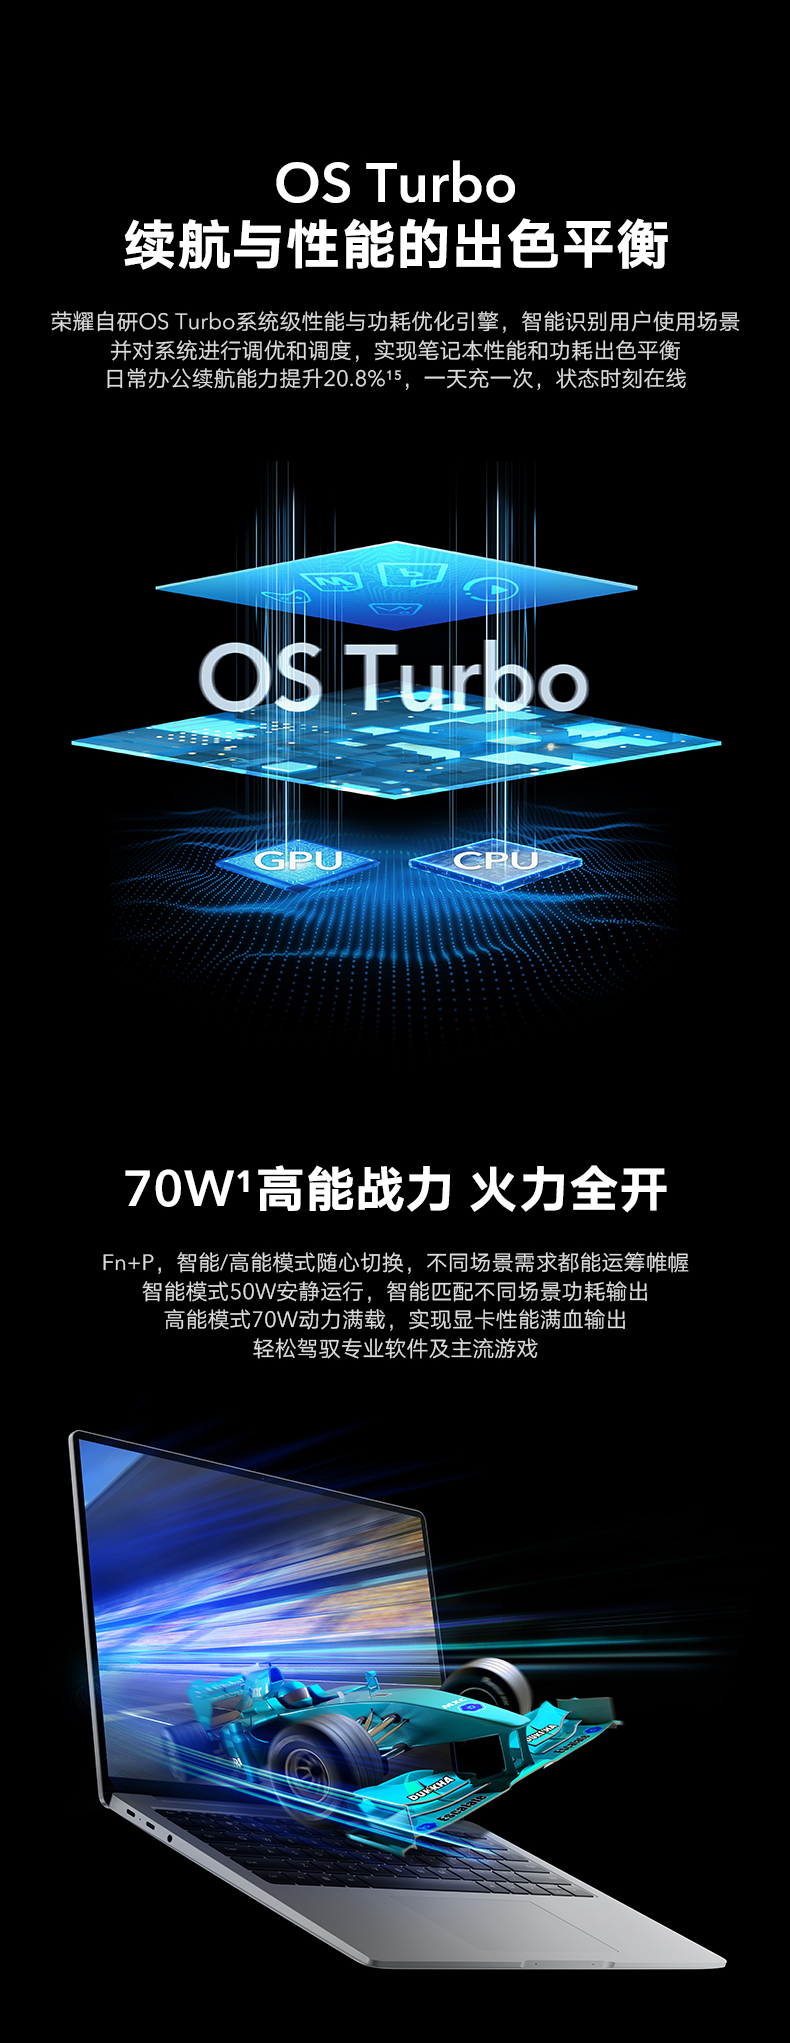 OS Turbo
续航与性能的出色平衡
荣耀自研OS Turbo系统级性能与功耗优化引擎，智能识别用户使用场景
并对系统进行调优和调度，实现笔记本性能和功耗出色平衡
日常办公续航能力提升20.8%¹⁵，一天充一次，状态时刻在线
OS Turbo
GPU
CPU
70W¹高能战力 火力全开
Fn+P，智能/高能模式随心切换，不同场景需求都能运筹帷幄
智能模式50W安静运行，智能匹配不同场景功耗输出
高能模式70W动力满载，实现显卡性能满血输出
轻松驾驭专业软件及主流游戏
DUKKHA
Escalate